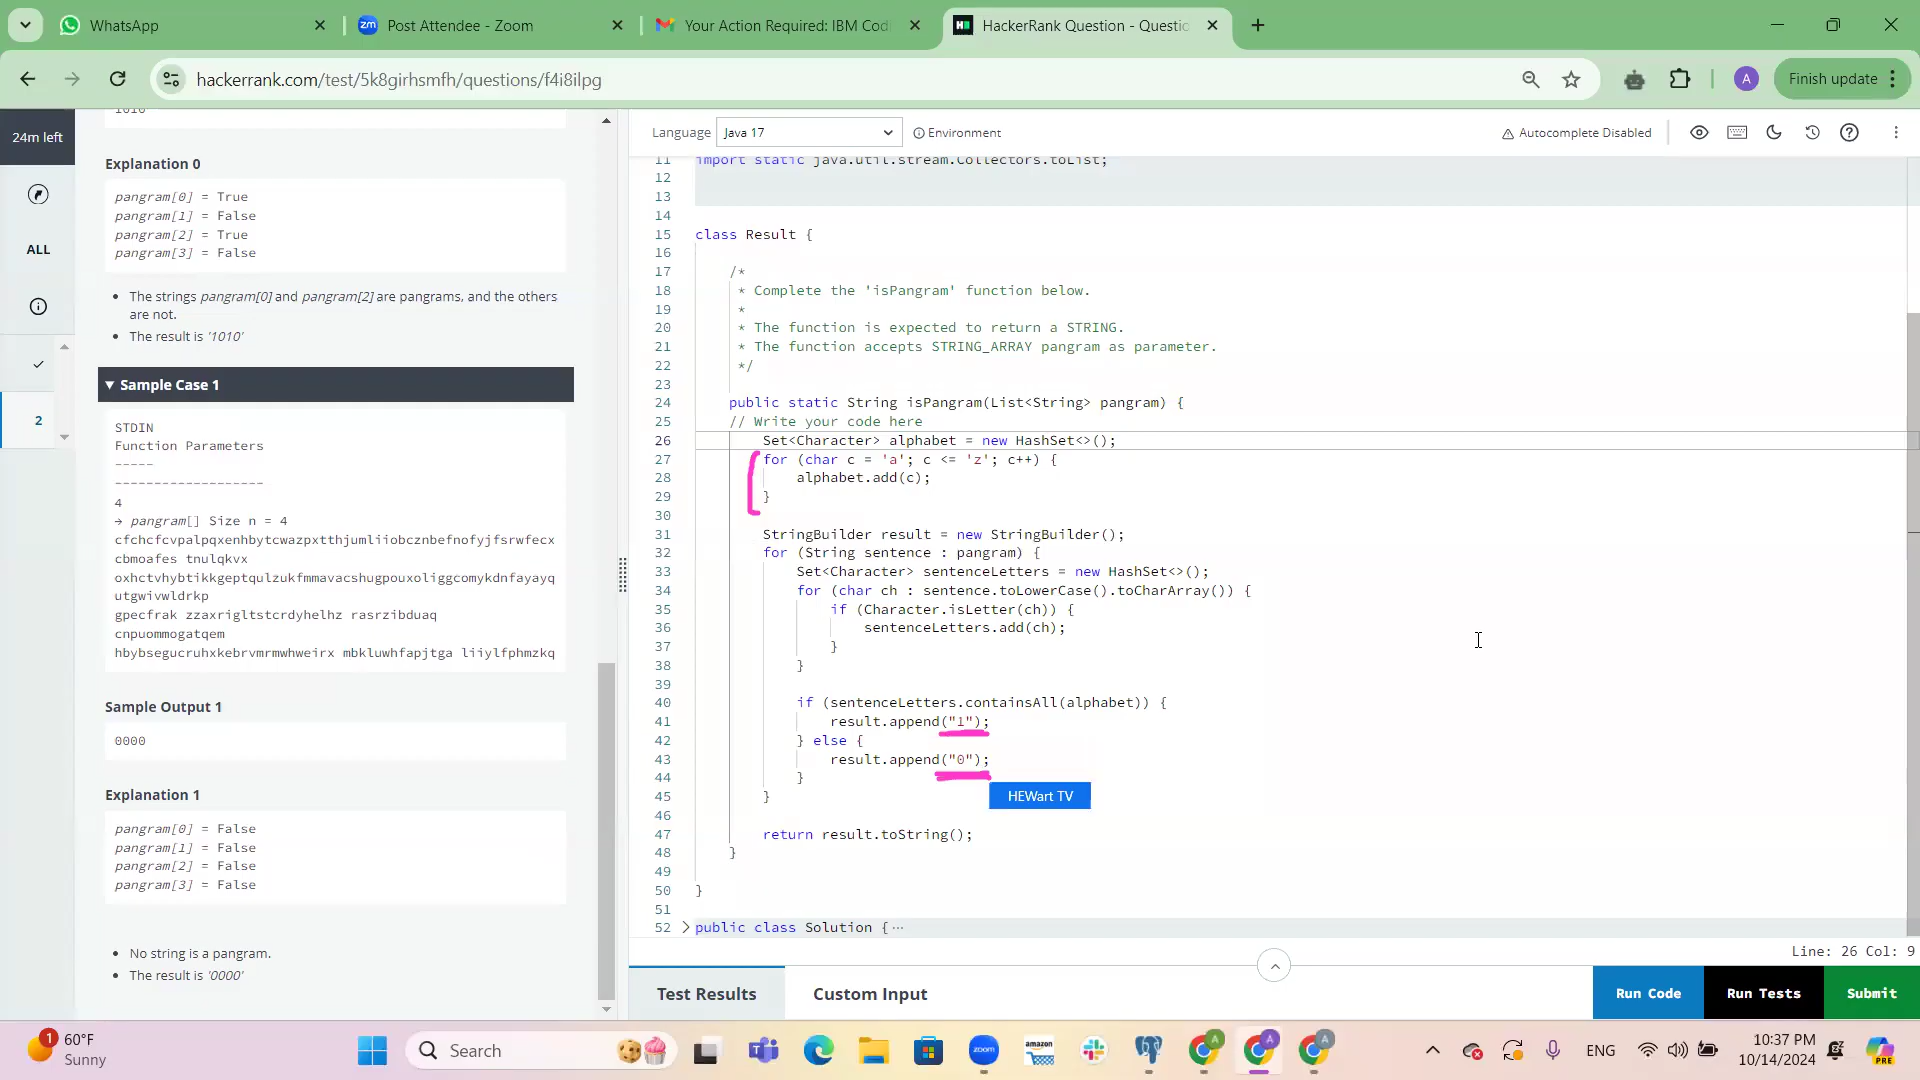 WhatsApp
Post Attendee - Zoom
Your Action Required: IBM Cod
HackerRank Question - Questio
hackerrank.com/test/5k8girhsmfh/questions/f4i8ilpg
A
Finish update
24m left
ALL
2
1010
Explanation 0
pangram[0] = True
pangram[1] = False
pangram[2] = True
pangram[3] = False
• The strings pangram[0] and pangram[2] are pangrams, and the others
are not.
• The result is '1010'
▼ Sample Case 1
STDIN
Function Parameters
-----
-------------------
4
→ pangram[] Size n = 4
cfchcfcvpalpqxenhbytcwazpxtthjumliiobcznbefnofyjfsrwfecx
cbmoafes tnulqkvx
oxhctvhybtikkgeptqulzukfmmavacshugpouxoliggcomykdnfayayq
utgwivwldrkp
gpecfrak zzaxrigltstcrdyhelhz rasrzibduaq
cnpuommogatqem
hbybsegucruhxkebrvmrmwhweirx mbkluwhfapjtga liiylfphmzkq
Sample Output 1
0000
Explanation 1
pangram[0] = False
pangram[1] = False
pangram[2] = False
pangram[3] = False
• No string is a pangram.
• The result is '0000'
Language Java 17 Environment
Autocomplete Disabled
11 import static java.util.stream.Collectors.toList;
12
13
14
15 class Result {
16
17 /*
18 * Complete the 'isPangram' function below.
19 *
20 * The function is expected to return a STRING.
21 * The function accepts STRING_ARRAY pangram as parameter.
22 */
23
24 public static String isPangram(List<String> pangram) {
25 // Write your code here
26 Set<Character> alphabet = new HashSet<>();
27 for (char c = 'a'; c <= 'z'; c++) {
28 alphabet.add(c);
29 }
30
31 StringBuilder result = new StringBuilder();
32 for (String sentence : pangram) {
33 Set<Character> sentenceLetters = new HashSet<>();
34 for (char ch : sentence.toLowerCase().toCharArray()) {
35 if (Character.isLetter(ch)) {
36 sentenceLetters.add(ch);
37 }
38 }
39
40 if (sentenceLetters.containsAll(alphabet)) {
41 result.append("1");
42 } else {
43 result.append("0");
44 }
45 }
46
47 return result.toString();
48 }
49
50 }
51
52 public class Solution {···
HEWart TV
Line: 26 Col: 9
Test Results
Custom Input
Run Code
Run Tests
Submit
1
60°F
Sunny
Search
zoom
amazon
A
A
A
ENG
10:37 PM
10/14/2024
PRE